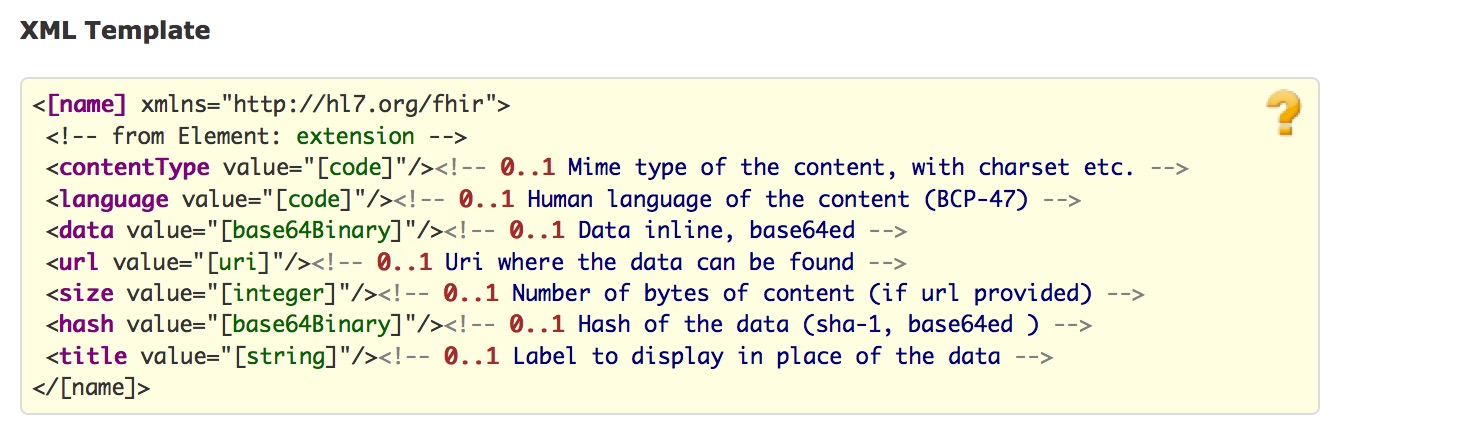 XML Template
<[name] xmlns="http://hl7.org/fhir">
 <!-- from Element: extension -->
 <contentType value="[code]"/><!-- 0..1 Mime type of the content, with charset etc. -->
 <language value="[code]"/><!-- 0..1 Human language of the content (BCP-47) -->
 <data value="[base64Binary]"/><!-- 0..1 Data inline, base64ed -->
 <url value="[uri]"/><!-- 0..1 Uri where the data can be found -->
 <size value="[integer]"/><!-- 0..1 Number of bytes of content (if url provided) -->
 <hash value="[base64Binary]"/><!-- 0..1 Hash of the data (sha-1, base64ed ) -->
 <title value="[string]"/><!-- 0..1 Label to display in place of the data -->
</[name]>